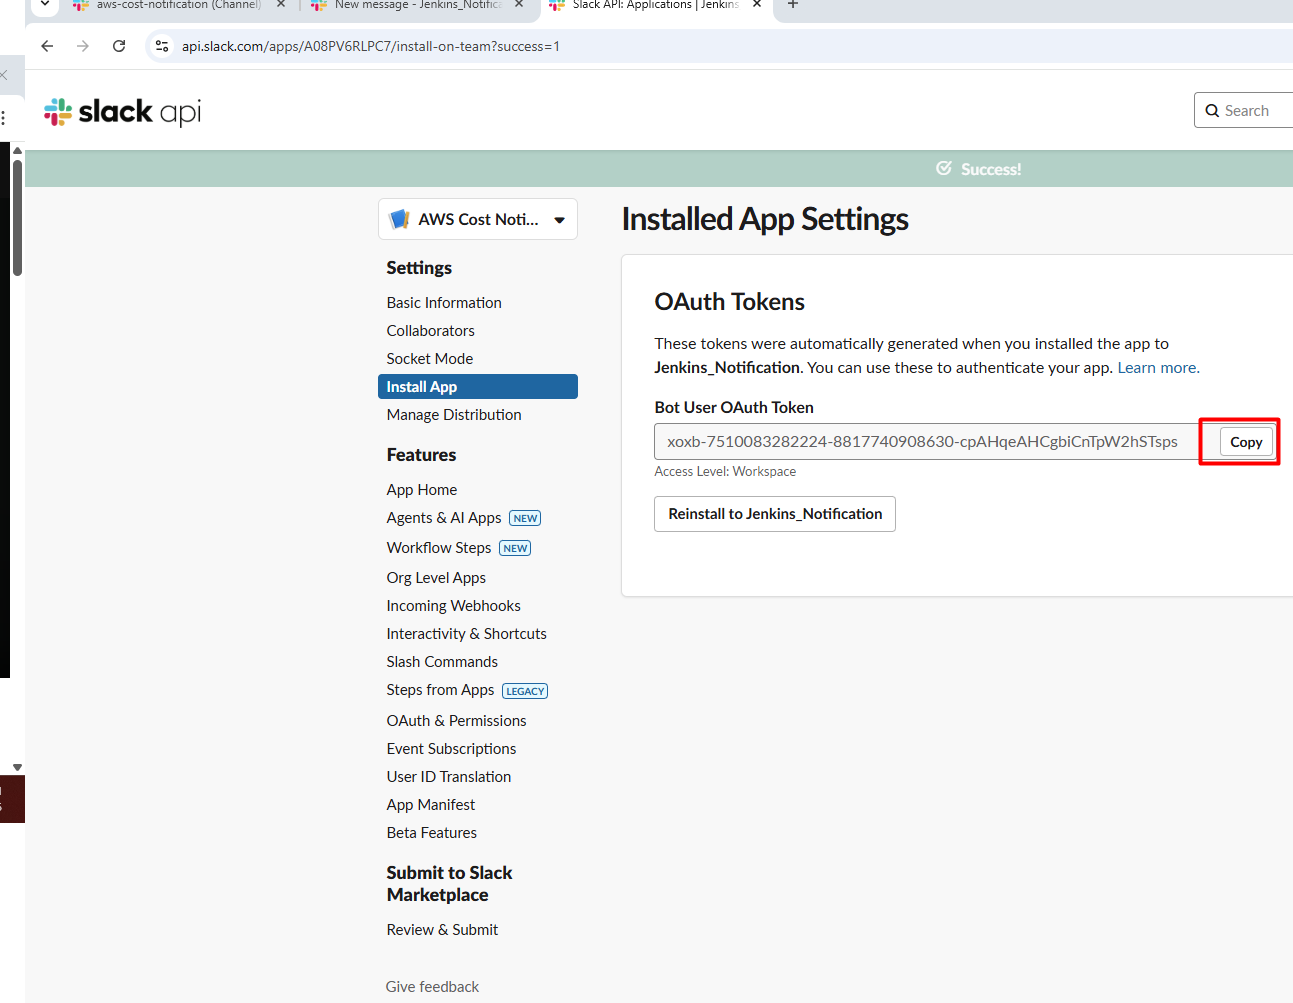 aws-cost-notification (Channel)
New message - Jenkins_Notifica
Slack API: Applications | Jenkins
api.slack.com/apps/A08PV6RLPC7/install-on-team?success=1
slack api
Search
Success!
AWS Cost Noti...
Installed App Settings
Settings
Basic Information
Collaborators
Socket Mode
Install App
Manage Distribution
OAuth Tokens
These tokens were automatically generated when you installed the app to
Jenkins_Notification. You can use these to authenticate your app. Learn more.
Bot User OAuth Token
xoxb-7510083282224-8817740908630-cpAHqeAHCgbiCnTpW2hSTsps
Copy
Access Level: Workspace
Reinstall to Jenkins_Notification
Features
App Home
Agents & AI Apps NEW
Workflow Steps NEW
Org Level Apps
Incoming Webhooks
Interactivity & Shortcuts
Slash Commands
Steps from Apps LEGACY
OAuth & Permissions
Event Subscriptions
User ID Translation
App Manifest
Beta Features
Submit to Slack
Marketplace
Review & Submit
Give feedback